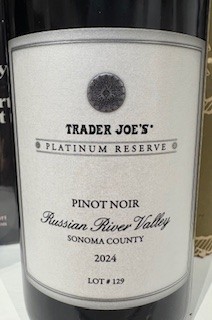 TRADER JOE'S®
PLATINUM RESERVE
PINOT NOIR
Russian River Valley
SONOMA COUNTY
2024
LOT # 129